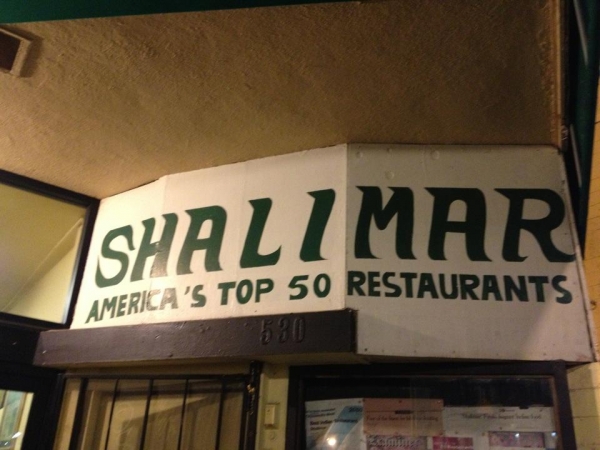 SHALIMAR
AMERICA'S TOP 50 RESTAURANTS
530